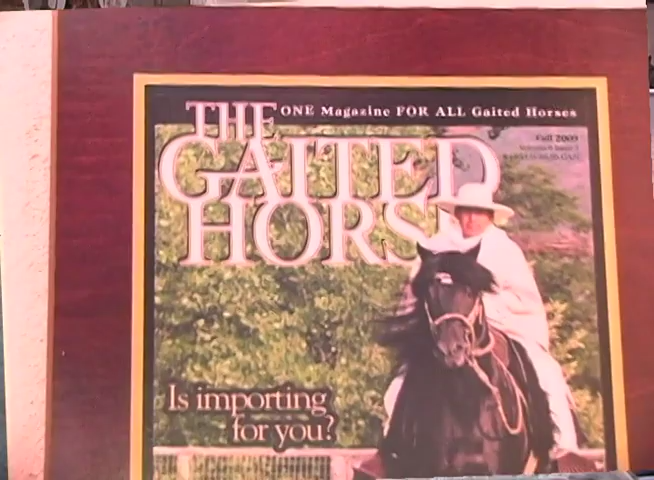 THE
ONE Magazine FOR ALL Gaited Horses
GAITED
HORSE
Fall 2009
Is importing
for you?